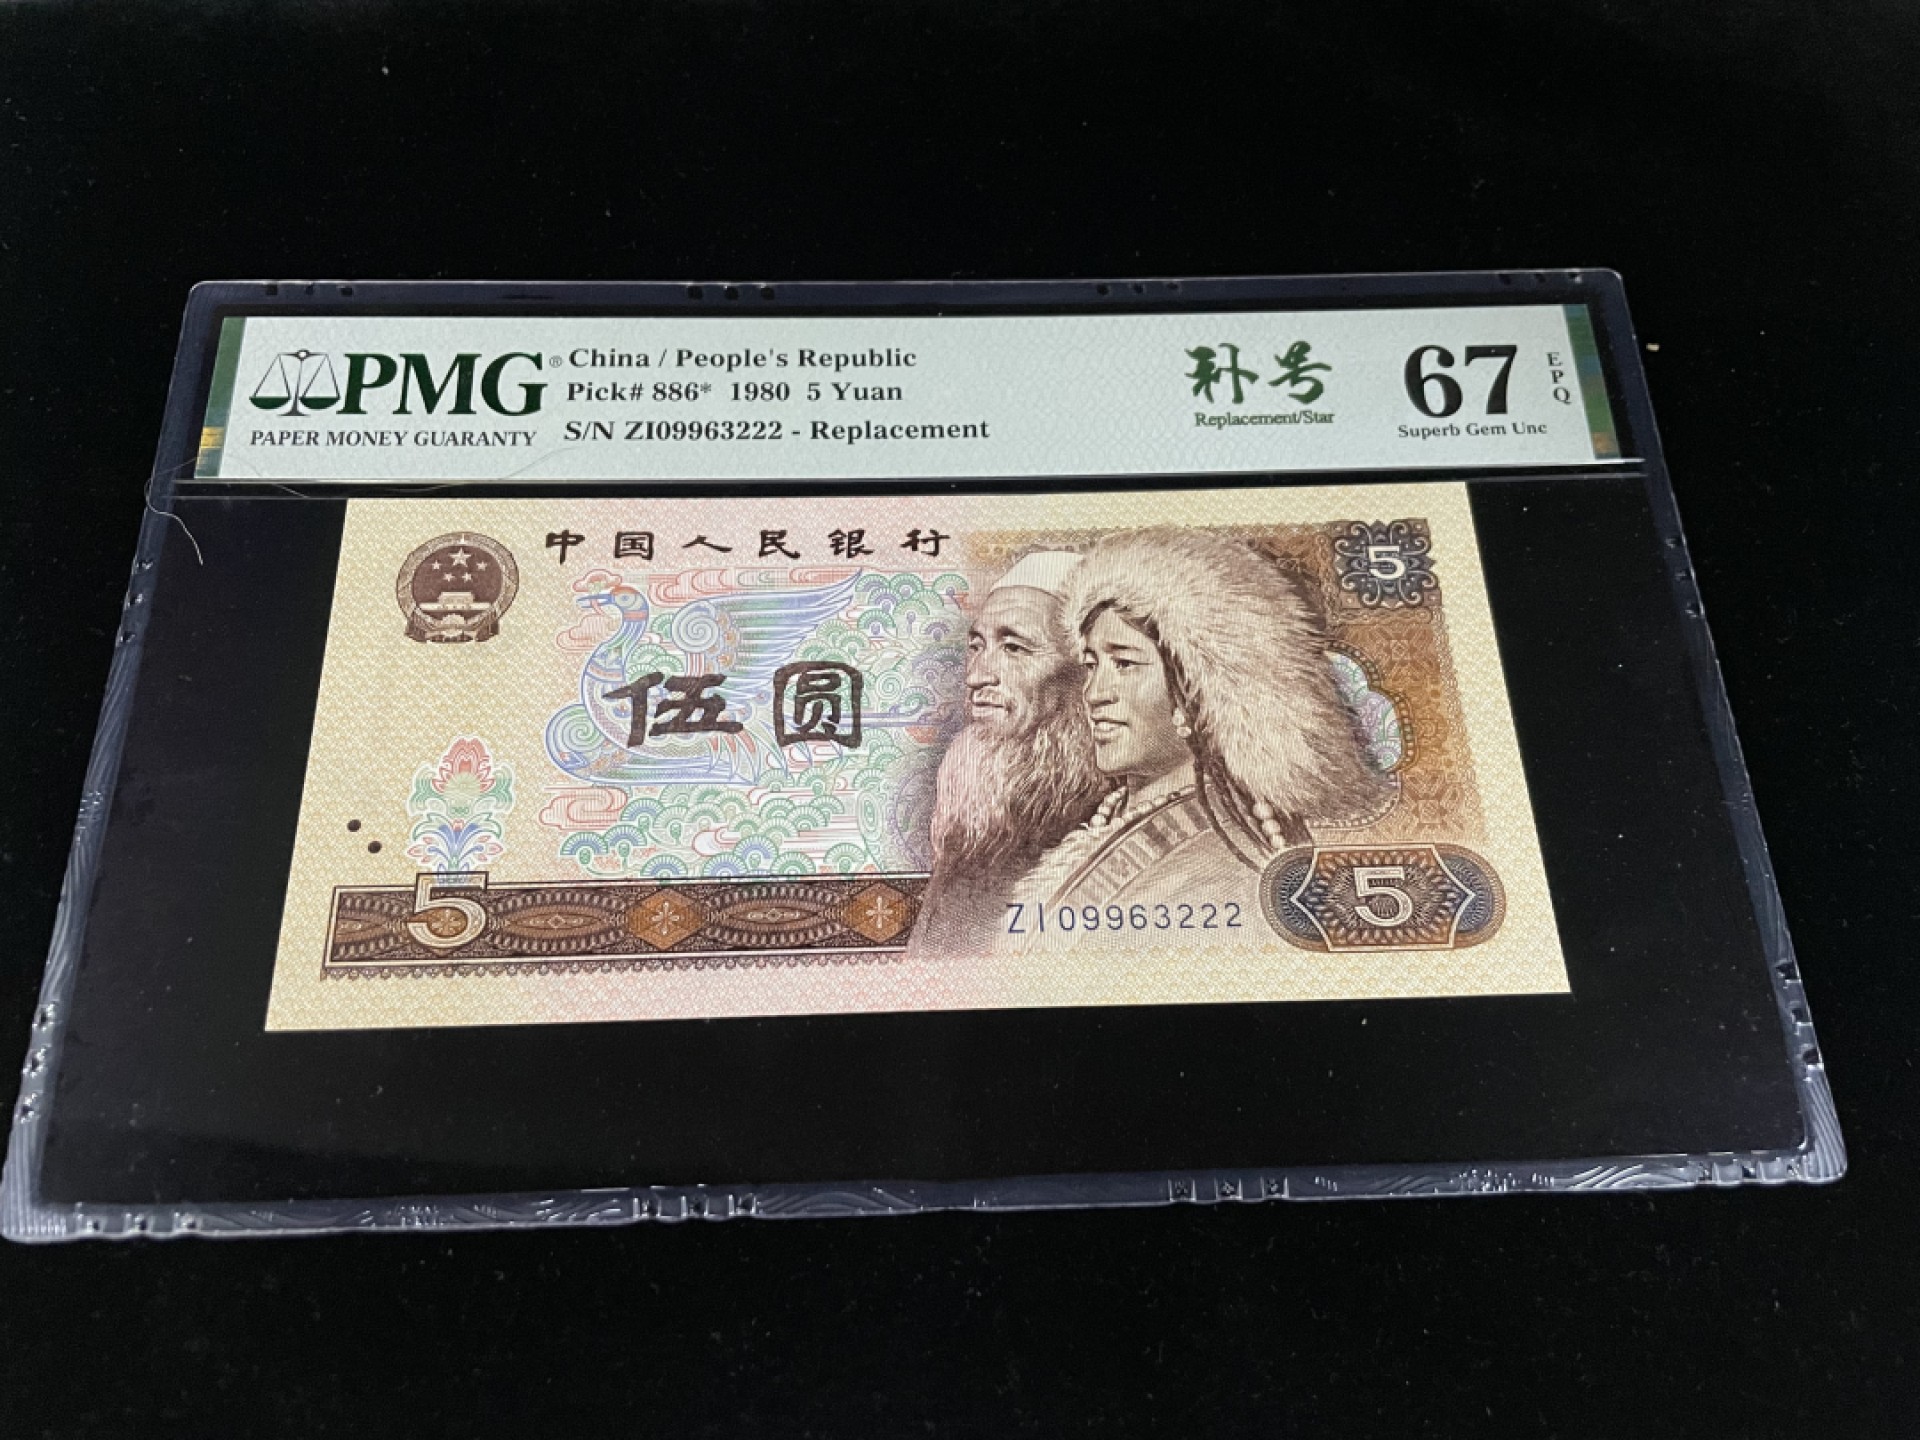 PMG®
PAPER MONEY GUARANTY
China / People's Republic
Pick# 886* 1980 5 Yuan
S/N ZI09963222 - Replacement
补号
Replacement/Star
67
EPQ
Superb Gem Unc
中国人民银行
5
伍圆
5
ZI09963222
5